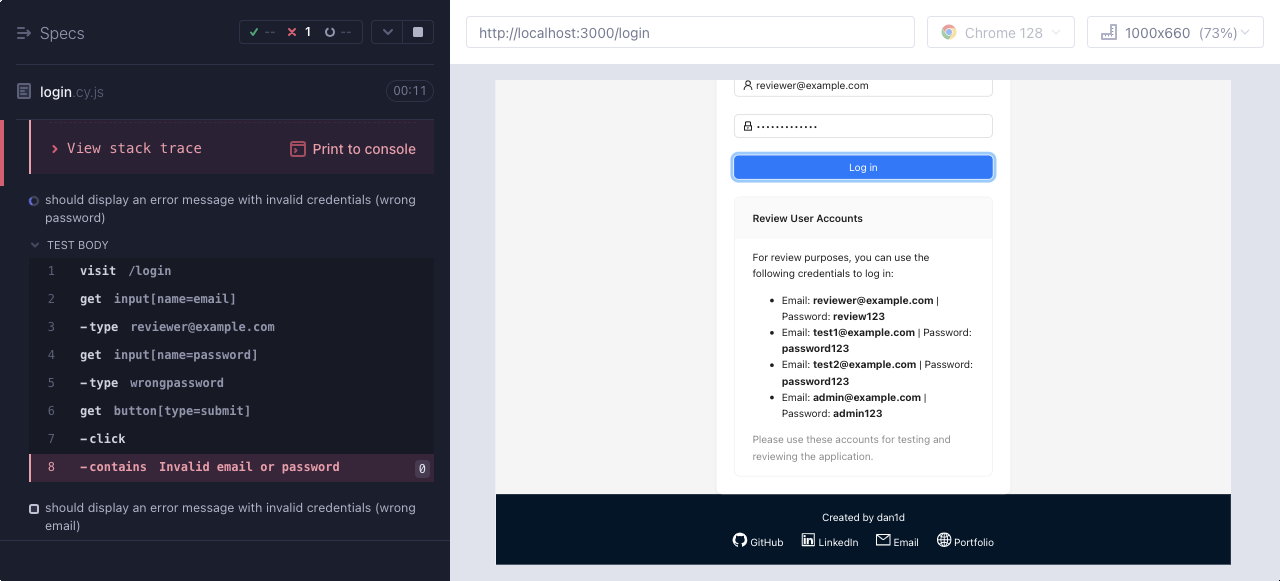 Specs
-- 1 --
login.cy.js
00:11
View stack trace
Print to console
should display an error message with invalid credentials (wrong
password)
TEST BODY
1 visit /login
2 get input[name=email]
3 -type reviewer@example.com
4 get input[name=password]
5 -type wrongpassword
6 get button[type=submit]
7 -click
8 -contains Invalid email or password 0
should display an error message with invalid credentials (wrong
email)
http://localhost:3000/login
Chrome 128
1000x660 (73%)
reviewer@example.com
•••••••••••••
Log in
Review User Accounts
For review purposes, you can use the
following credentials to log in:
• Email: reviewer@example.com |
Password: review123
• Email: test1@example.com | Password:
password123
• Email: test2@example.com | Password:
password123
• Email: admin@example.com |
Password: admin123
Please use these accounts for testing and
reviewing the application.
Created by dan1d
GitHub LinkedIn Email Portfolio